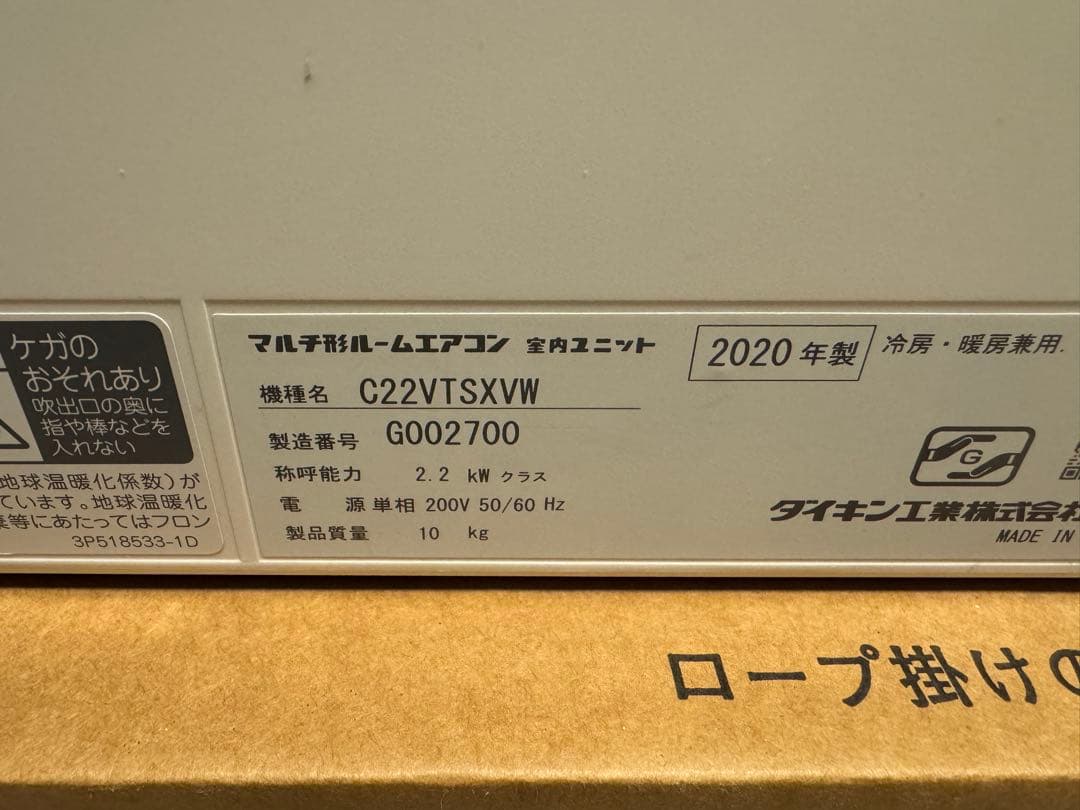 ケガの
おそれあり
吹出口の奥に
指や棒などを
入れない
地球温暖化係数)が
ています。地球温暖化
棄等にあたってはフロン
3P518533-1D
マルチ形ルームエアコン 室内ユニット
2020年製
冷房・暖房兼用.
機種名 C22VTSXVW
製造番号 G002700
称呼能力 2.2 kW クラス
電 源 単相 200V 50/60 Hz
製品質量 10 kg
G
ダイキン工業株式会社
MADE IN
ロープ掛けの